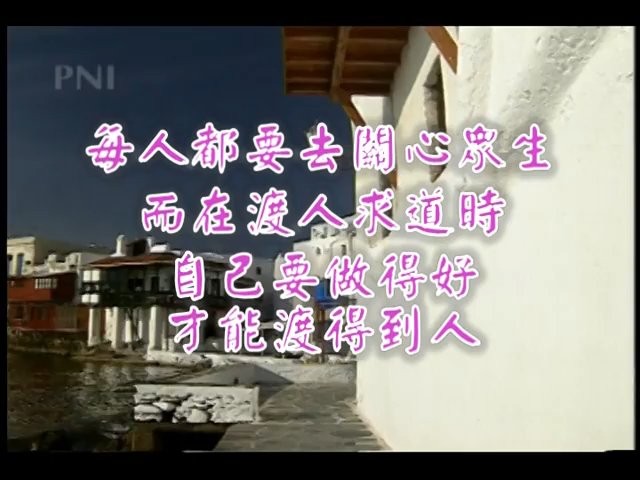 PNI
每人都要去關心眾生
而在渡人求道時
自己要做得好
才能渡得到人